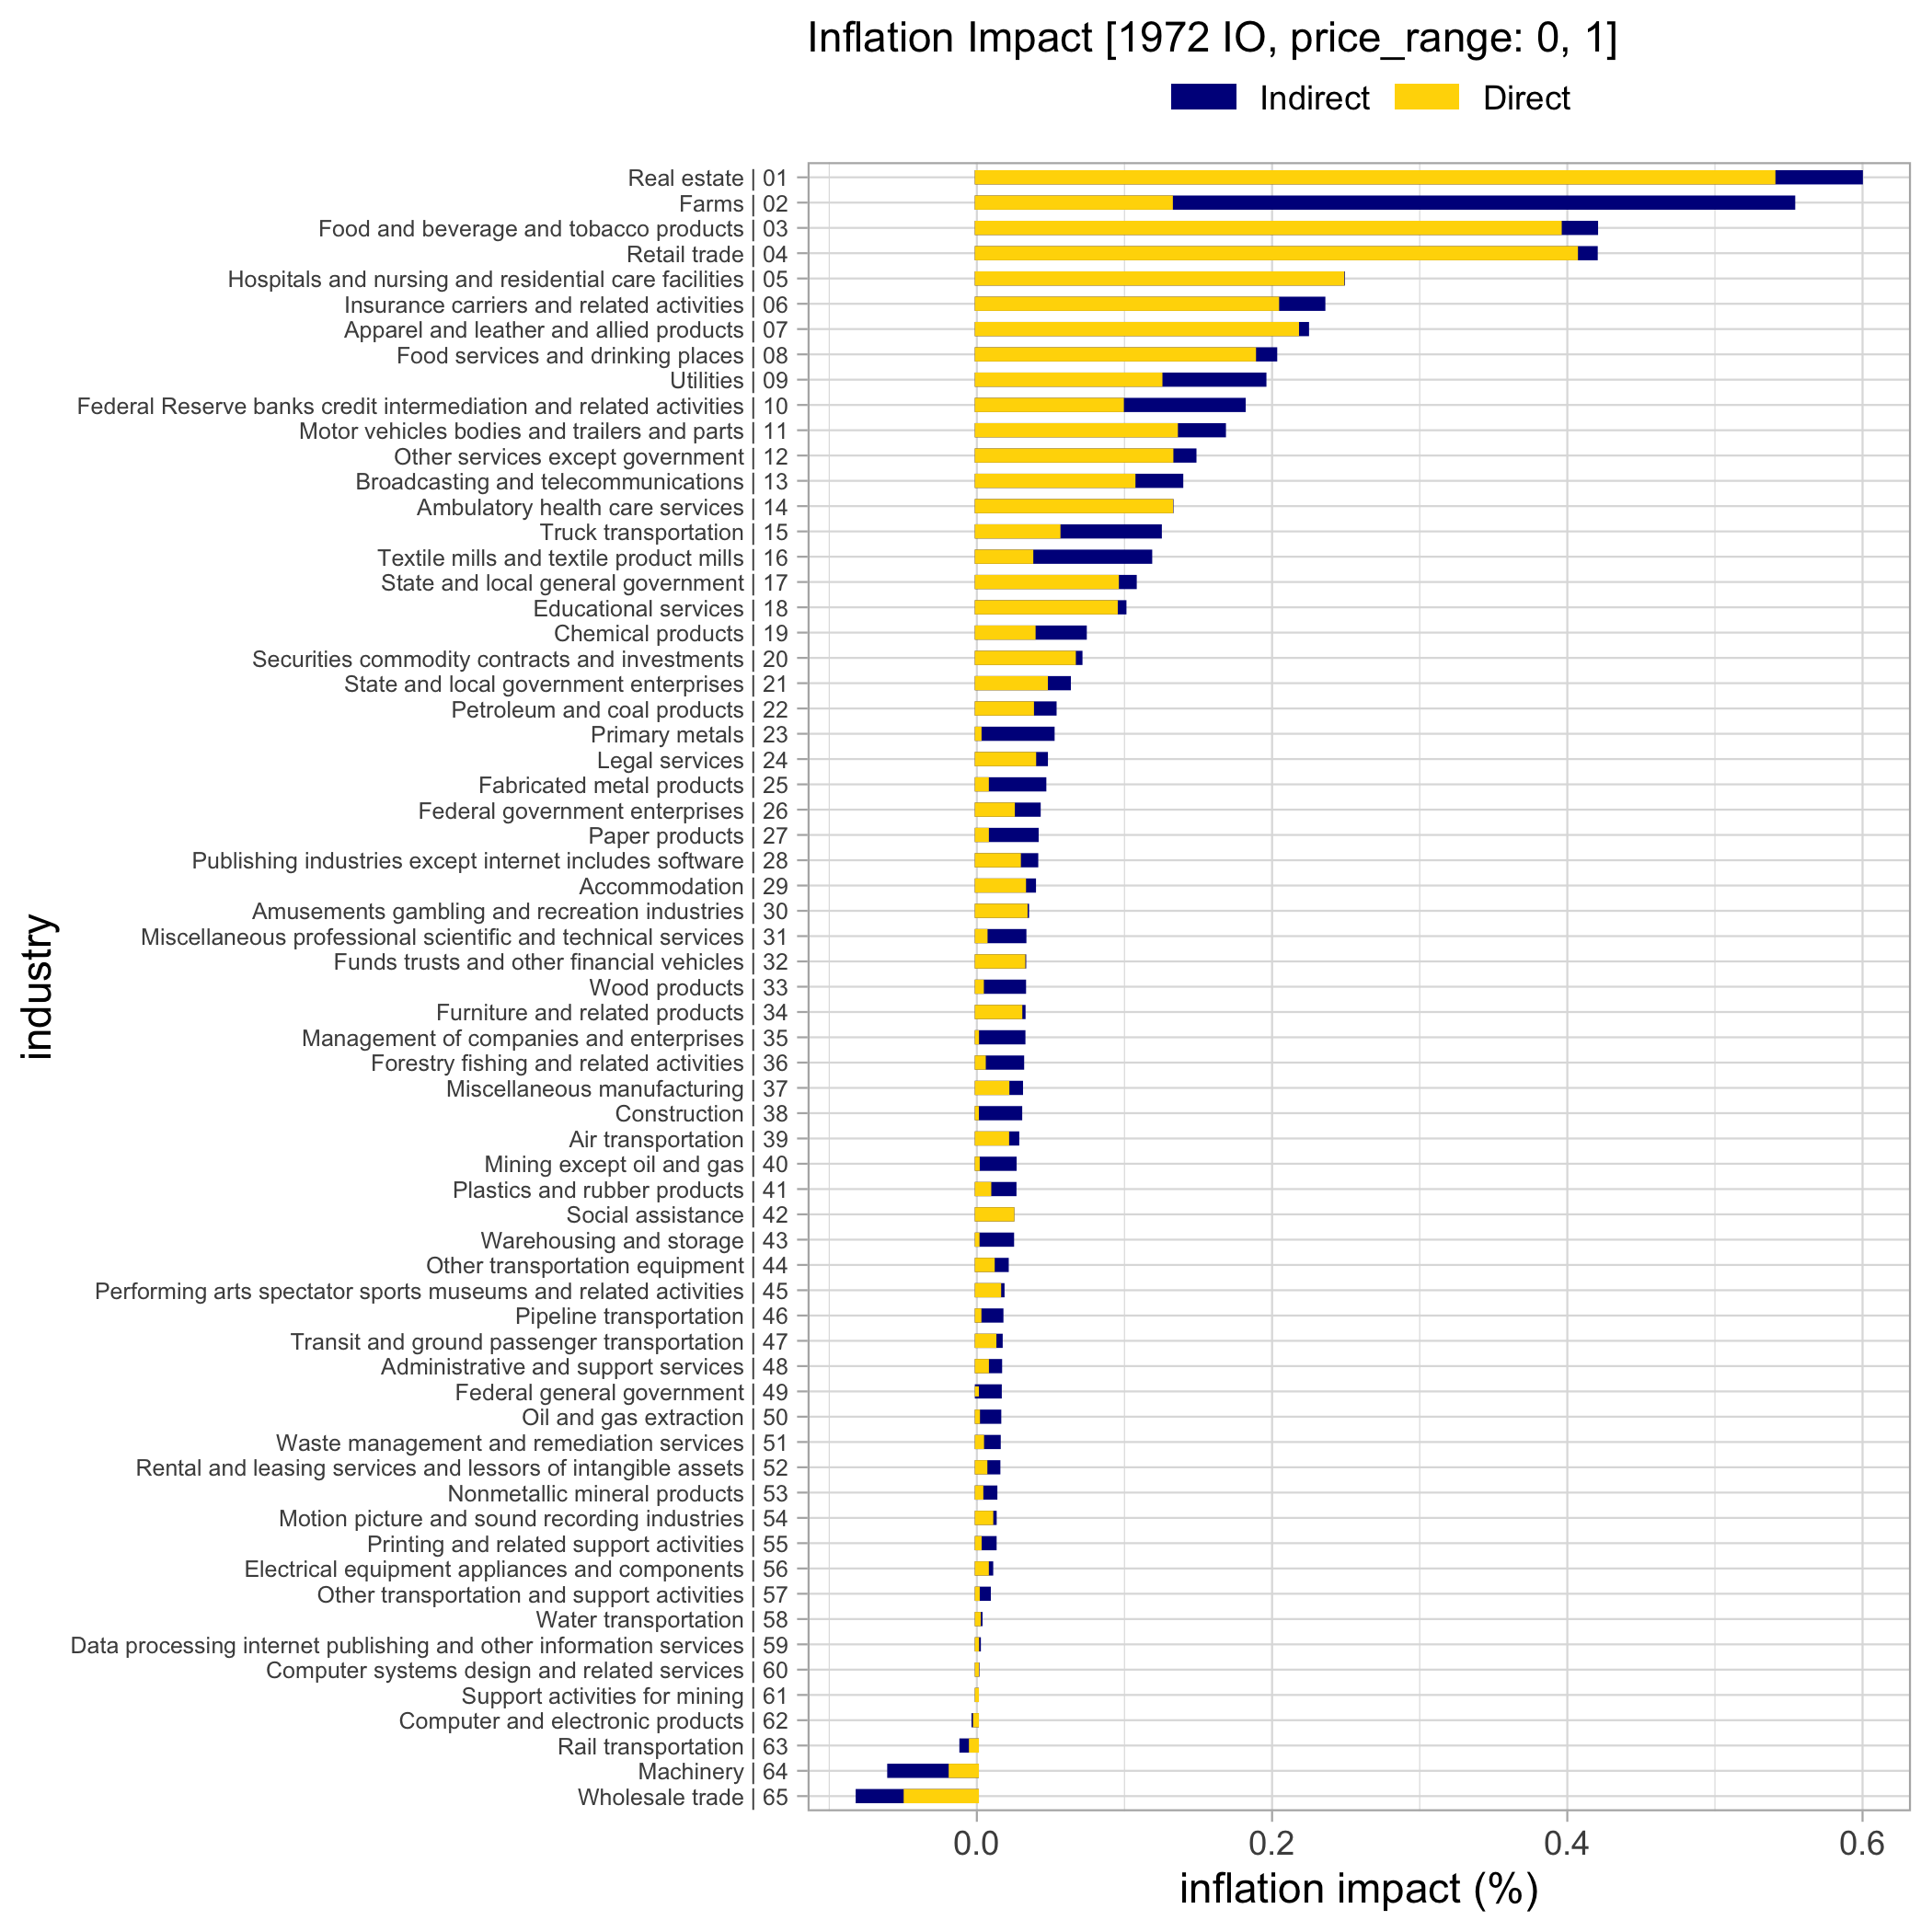 Inflation Impact [1972 IO, price_range: 0, 1]
Indirect Direct
Real estate | 01
Farms | 02
Food and beverage and tobacco products | 03
Retail trade | 04
Hospitals and nursing and residential care facilities | 05
Insurance carriers and related activities | 06
Apparel and leather and allied products | 07
Food services and drinking places | 08
Utilities | 09
Federal Reserve banks credit intermediation and related activities | 10
Motor vehicles bodies and trailers and parts | 11
Other services except government | 12
Broadcasting and telecommunications | 13
Ambulatory health care services | 14
Truck transportation | 15
Textile mills and textile product mills | 16
State and local general government | 17
Educational services | 18
Chemical products | 19
Securities commodity contracts and investments | 20
State and local government enterprises | 21
Petroleum and coal products | 22
Primary metals | 23
Legal services | 24
Fabricated metal products | 25
Federal government enterprises | 26
Paper products | 27
Publishing industries except internet includes software | 28
Accommodation | 29
Amusements gambling and recreation industries | 30
Miscellaneous professional scientific and technical services | 31
Funds trusts and other financial vehicles | 32
Wood products | 33
Furniture and related products | 34
Management of companies and enterprises | 35
Forestry fishing and related activities | 36
Miscellaneous manufacturing | 37
Construction | 38
Air transportation | 39
Mining except oil and gas | 40
Plastics and rubber products | 41
Social assistance | 42
Warehousing and storage | 43
Other transportation equipment | 44
Performing arts spectator sports museums and related activities | 45
Pipeline transportation | 46
Transit and ground passenger transportation | 47
Administrative and support services | 48
Federal general government | 49
Oil and gas extraction | 50
Waste management and remediation services | 51
Rental and leasing services and lessors of intangible assets | 52
Nonmetallic mineral products | 53
Motion picture and sound recording industries | 54
Printing and related support activities | 55
Electrical equipment appliances and components | 56
Other transportation and support activities | 57
Water transportation | 58
Data processing internet publishing and other information services | 59
Computer systems design and related services | 60
Support activities for mining | 61
Computer and electronic products | 62
Rail transportation | 63
Machinery | 64
Wholesale trade | 65
industry
0.0 0.2 0.4 0.6
inflation impact (%)